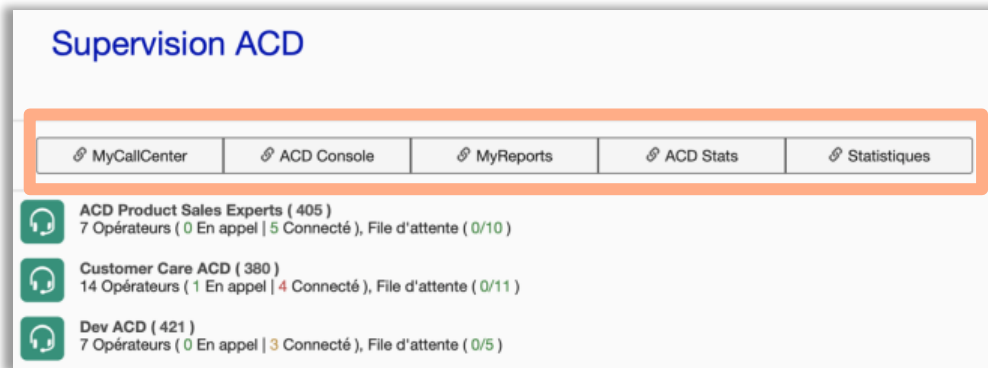 Supervision ACD
MyCallCenter ACD Console MyReports ACD Stats Statistiques
ACD Product Sales Experts ( 405 )
7 Opérateurs ( 0 En appel | 5 Connecté ), File d'attente ( 0/10 )
Customer Care ACD ( 380 )
14 Opérateurs ( 1 En appel | 4 Connecté ), File d'attente ( 0/11 )
Dev ACD ( 421 )
7 Opérateurs ( 0 En appel | 3 Connecté ), File d'attente ( 0/5 )